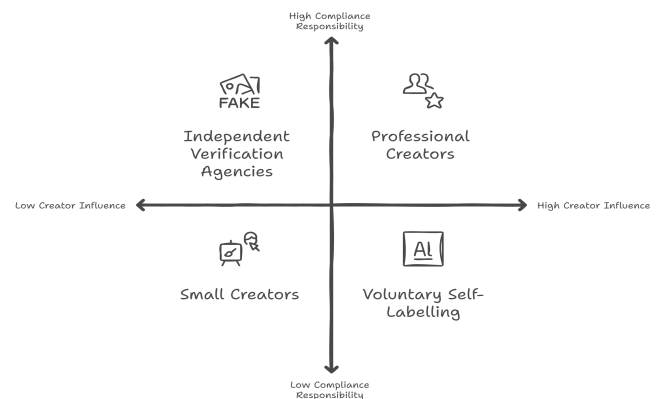 High Compliance
Responsibility
FAKE
Independent
Verification
Agencies
Professional
Creators
Low Creator Influence
High Creator Influence
AI
Small Creators
Voluntary Self-
Labelling
Low Compliance
Responsibility